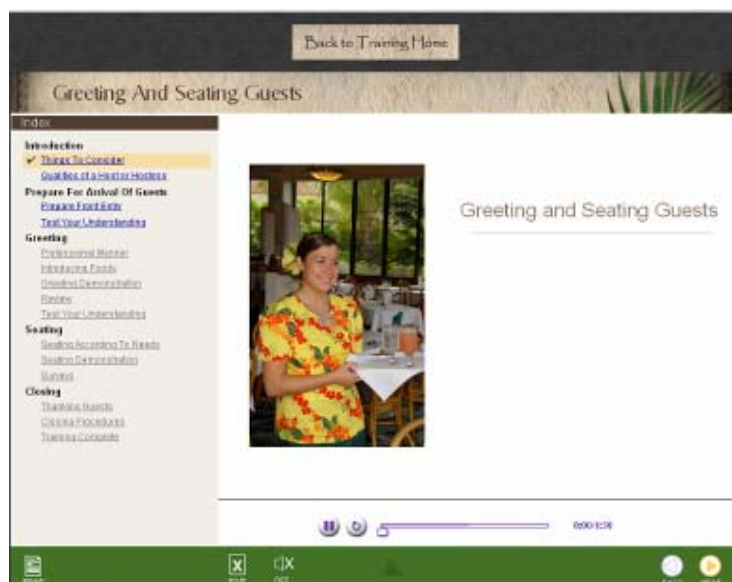 Back to Training Home
Greeting And Seating Guests
Index
Introduction
Things To Consider
Qualities of a Host or Hostess
Prepare For Arrival Of Guests
Prepare Front Entry
Test Your Understanding
Greeting
Professional Manner
Introducing Foods
Greeting Demonstration
Review
Test Your Understanding
Seating
Seating According To Needs
Seating Demonstration
Closing
Thanking Guests
Closing Procedures
Training Complete
Greeting and Seating Guests
OFF